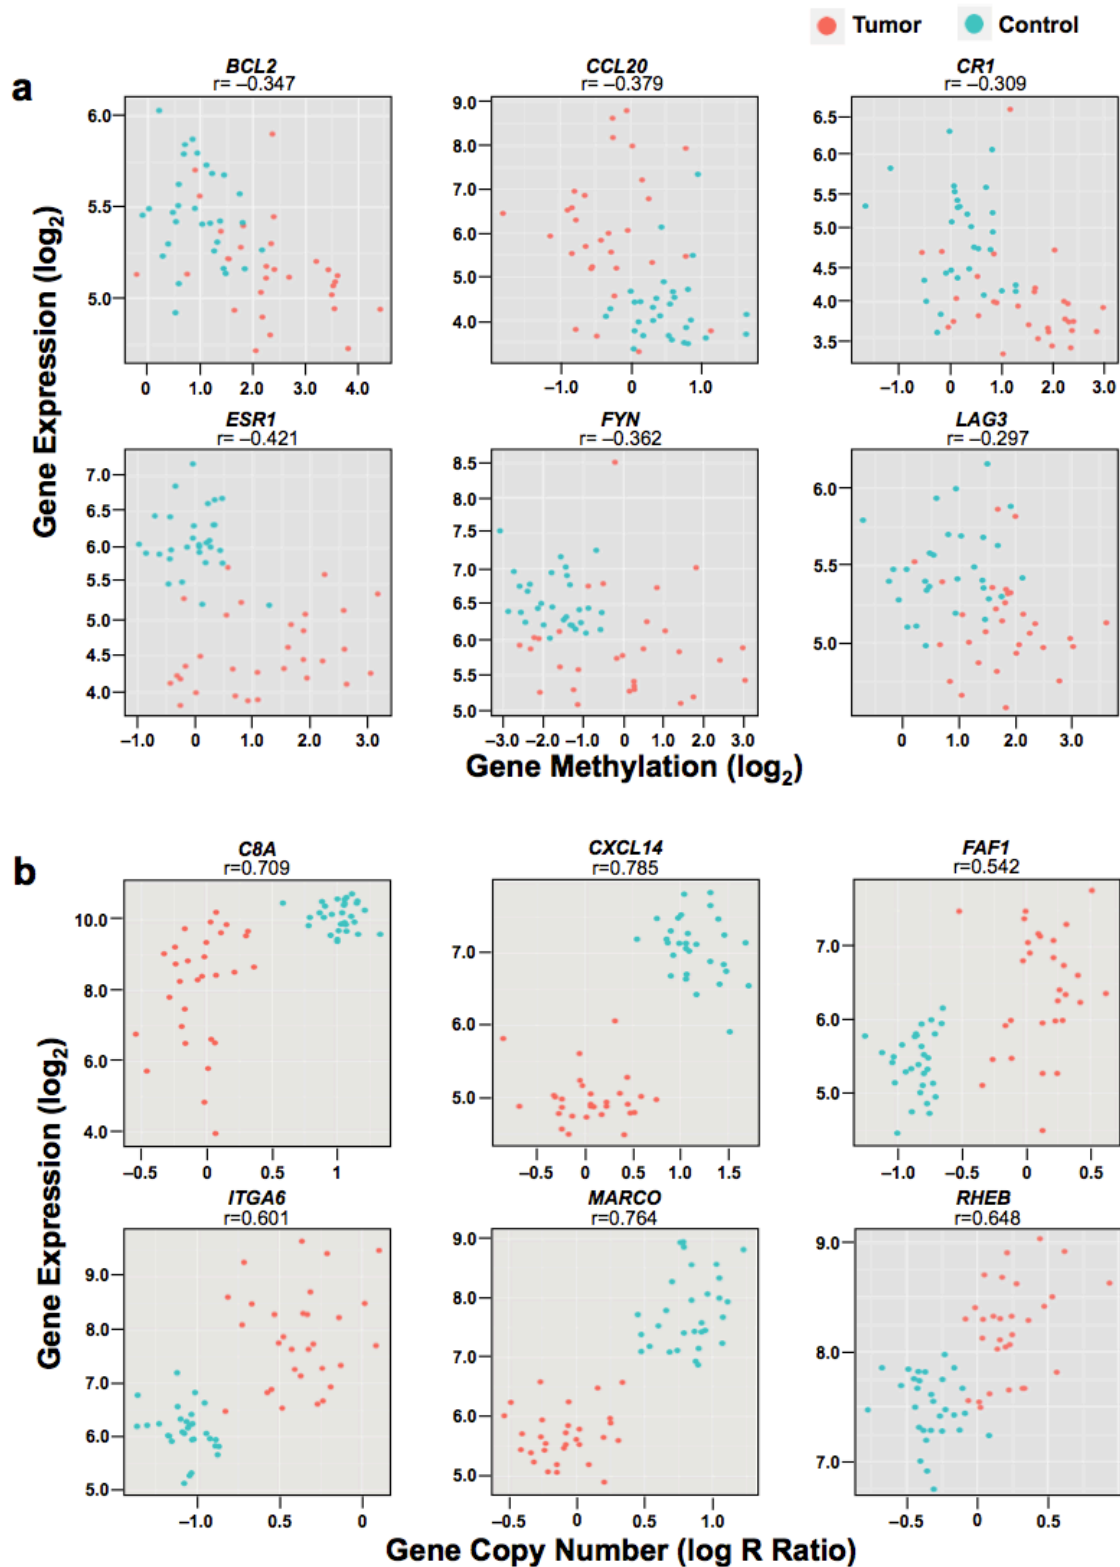 Tumor Control
a
BCL2 CCL20 CR1
r= –0.347 r= –0.379 r= –0.309
6.0 5.5 5.0
0 1.0 2.0 3.0 4.0
9.0 8.0 7.0 6.0 5.0 4.0
–1.0 0 1.0
6.5 6.0 5.5 5.0 4.5 4.0 3.5
–1.0 0 1.0 2.0 3.0
Gene Expression (log2)
ESR1 FYN LAG3
r= –0.421 r= –0.362 r= –0.297
7.0 6.5 6.0 5.5 5.0 4.5 4.0
–1.0 0 1.0 2.0 3.0
8.5 8.0 7.5 7.0 6.5 6.0 5.5 5.0
–3.0 –2.0 –1.0 0 1.0 2.0 3.0
6.0 5.0
0 1.0 2.0 3.0
Gene Methylation (log2)
b
C8A CXCL14 FAF1
r=0.709 r=0.785 r=0.542
10.0 8.0 6.0 4.0
–0.5 0 1
7.0 6.0 5.0
–0.5 0 0.5 1.0 1.5
7.0 6.0 5.0
–1.0 –0.5 0 0.5
Gene Expression (log2)
ITGA6 MARCO RHEB
r=0.601 r=0.764 r=0.648
9.0 8.0 7.0 6.0 5.0
–1.0 –0.5 0
9.0 8.0 7.0 6.0 5.0
–0.5 0 0.5 1.0
9.0 8.0 7.0
–0.5 0 0.5
Gene Copy Number (log R Ratio)